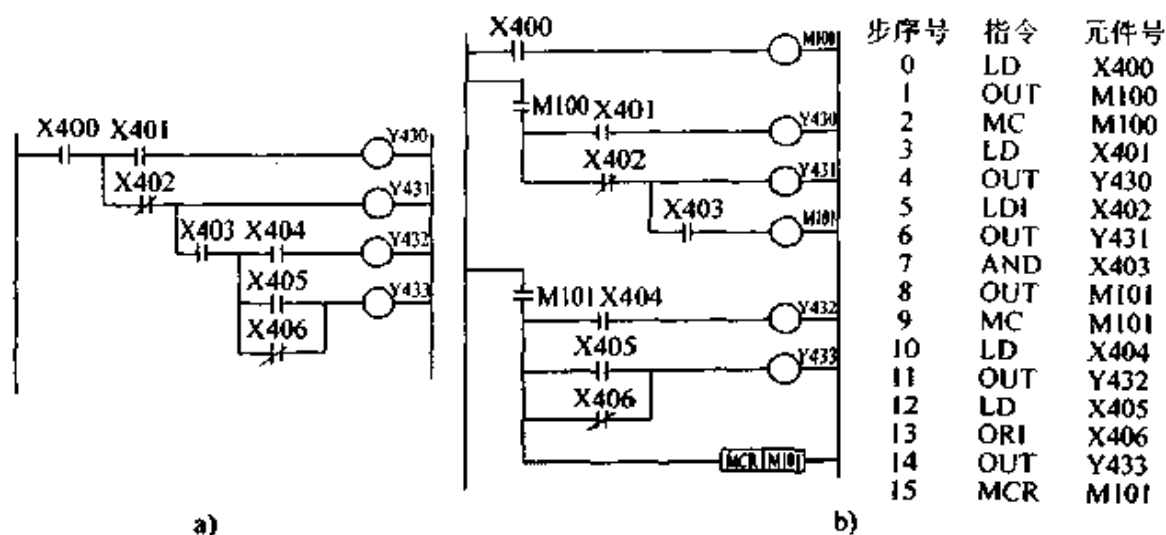 X400 X401
Y430
X402
Y431
X403 X404
Y432
X405
Y433
X406
a)
X400
M100
M100 X401
Y430
X402
Y431
X403
M101
M101 X404
Y432
X405
Y433
X406
MCR M101
b)
步序号 指令 元件号
0 LD X400
1 OUT M100
2 MC M100
3 LD X401
4 OUT Y430
5 LDI X402
6 OUT Y431
7 AND X403
8 OUT M101
9 MC M101
10 LD X404
11 OUT Y432
12 LD X405
13 ORI X406
14 OUT Y433
15 MCR M101